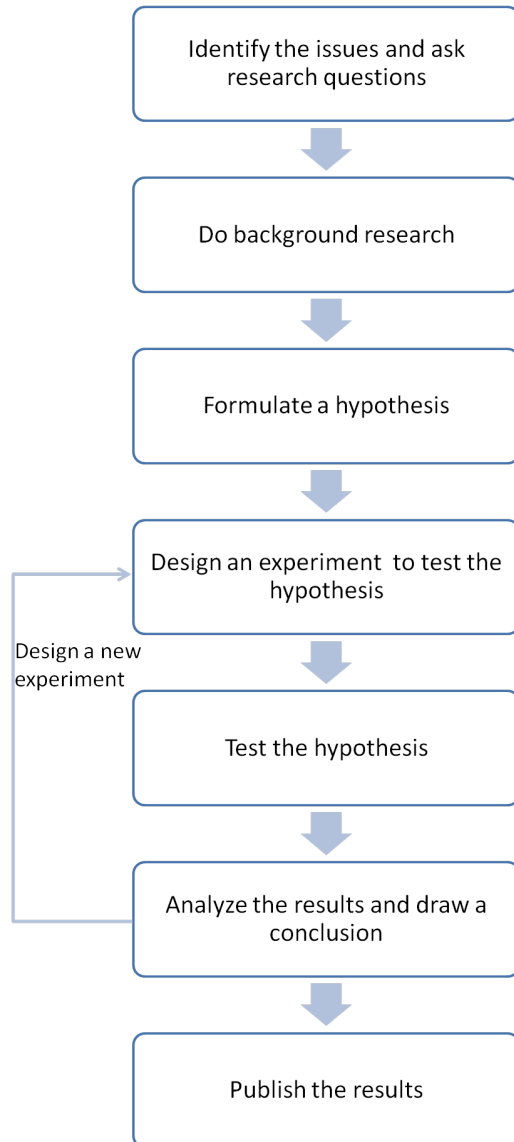 Identify the issues and ask
research questions
Do background research
Formulate a hypothesis
Design an experiment  to test the
hypothesis
Design a new
experiment
Test the hypothesis
Analyze the results and draw a
conclusion
Publish the results